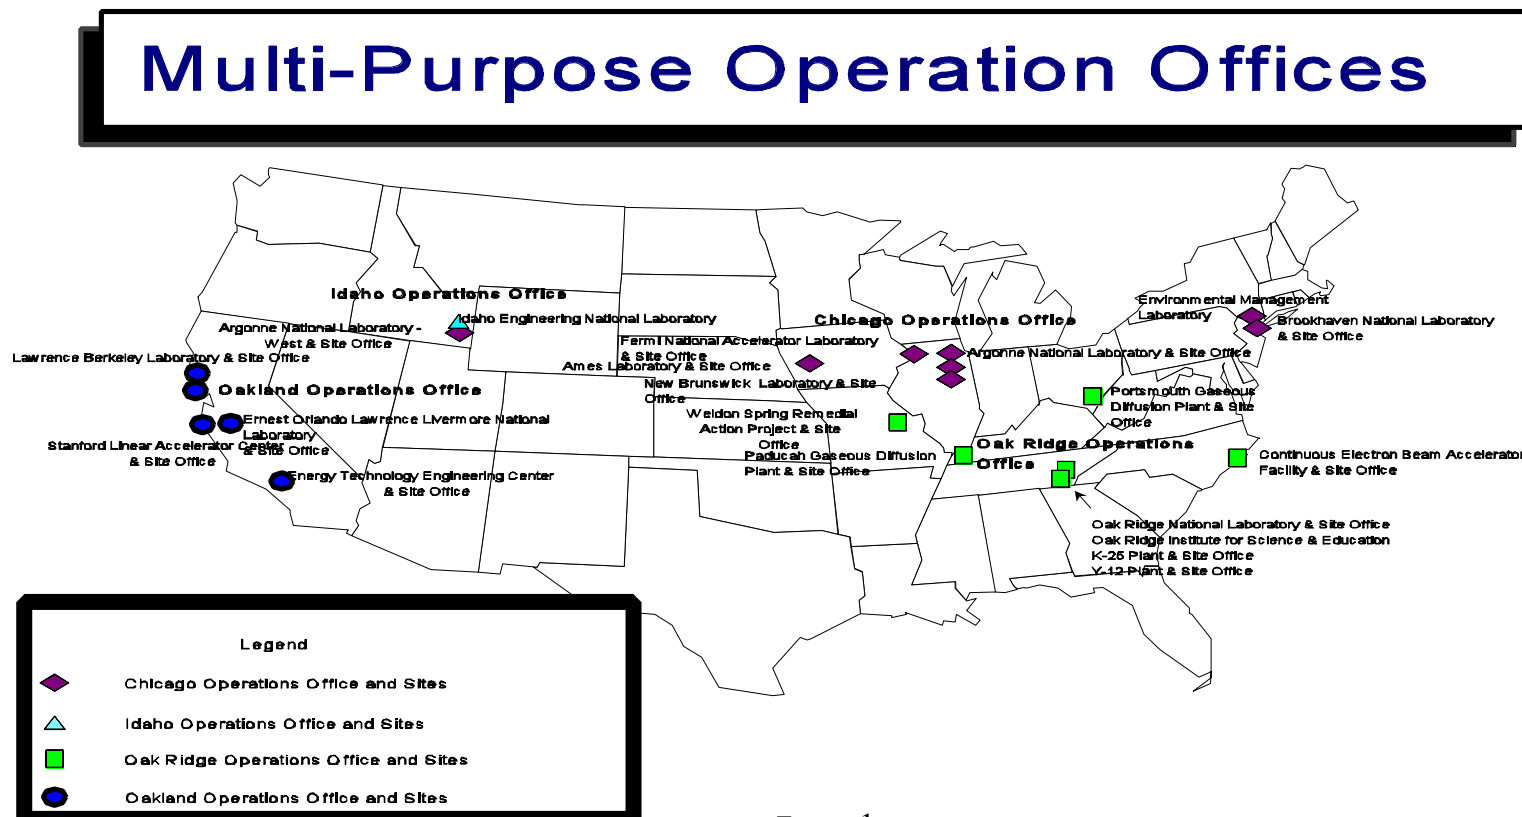 Multi-Purpose Operation Offices
Idaho Operations Office
Idaho Engineering National Laboratory
Argonne National Laboratory -
West & Site Office
Lawrence Berkeley Laboratory & Site Office
Oakland Operations Office
Ernest Orlando Lawrence Livermore National
Laboratory
& Site Office
Stanford Linear Accelerator Center
& Site Office
Energy Technology Engineering Center
& Site Office
Chicago Operations Office
Fermi National Accelerator Laboratory
& Site Office
Ames Laboratory & Site Office
Argonne National Laboratory & Site Office
New Brunswick Laboratory & Site
Office
Weldon Spring Remedial
Action Project & Site
Office
Paducah Gaseous Diffusion
Plant & Site Office
Environmental Management
Laboratory
Brookhaven National Laboratory
& Site Office
Portsmouth Gaseous
Diffusion Plant & Site
Office
Oak Ridge Operations
Office
Continuous Electron Beam Accelerator
Facility & Site Office
Oak Ridge National Laboratory & Site Office
Oak Ridge Institute for Science & Education
K-25 Plant & Site Office
Y-12 Plant & Site Office
Legend
Chicago Operations Office and Sites
Idaho Operations Office and Sites
Oak Ridge Operations Office and Sites
Oakland Operations Office and Sites